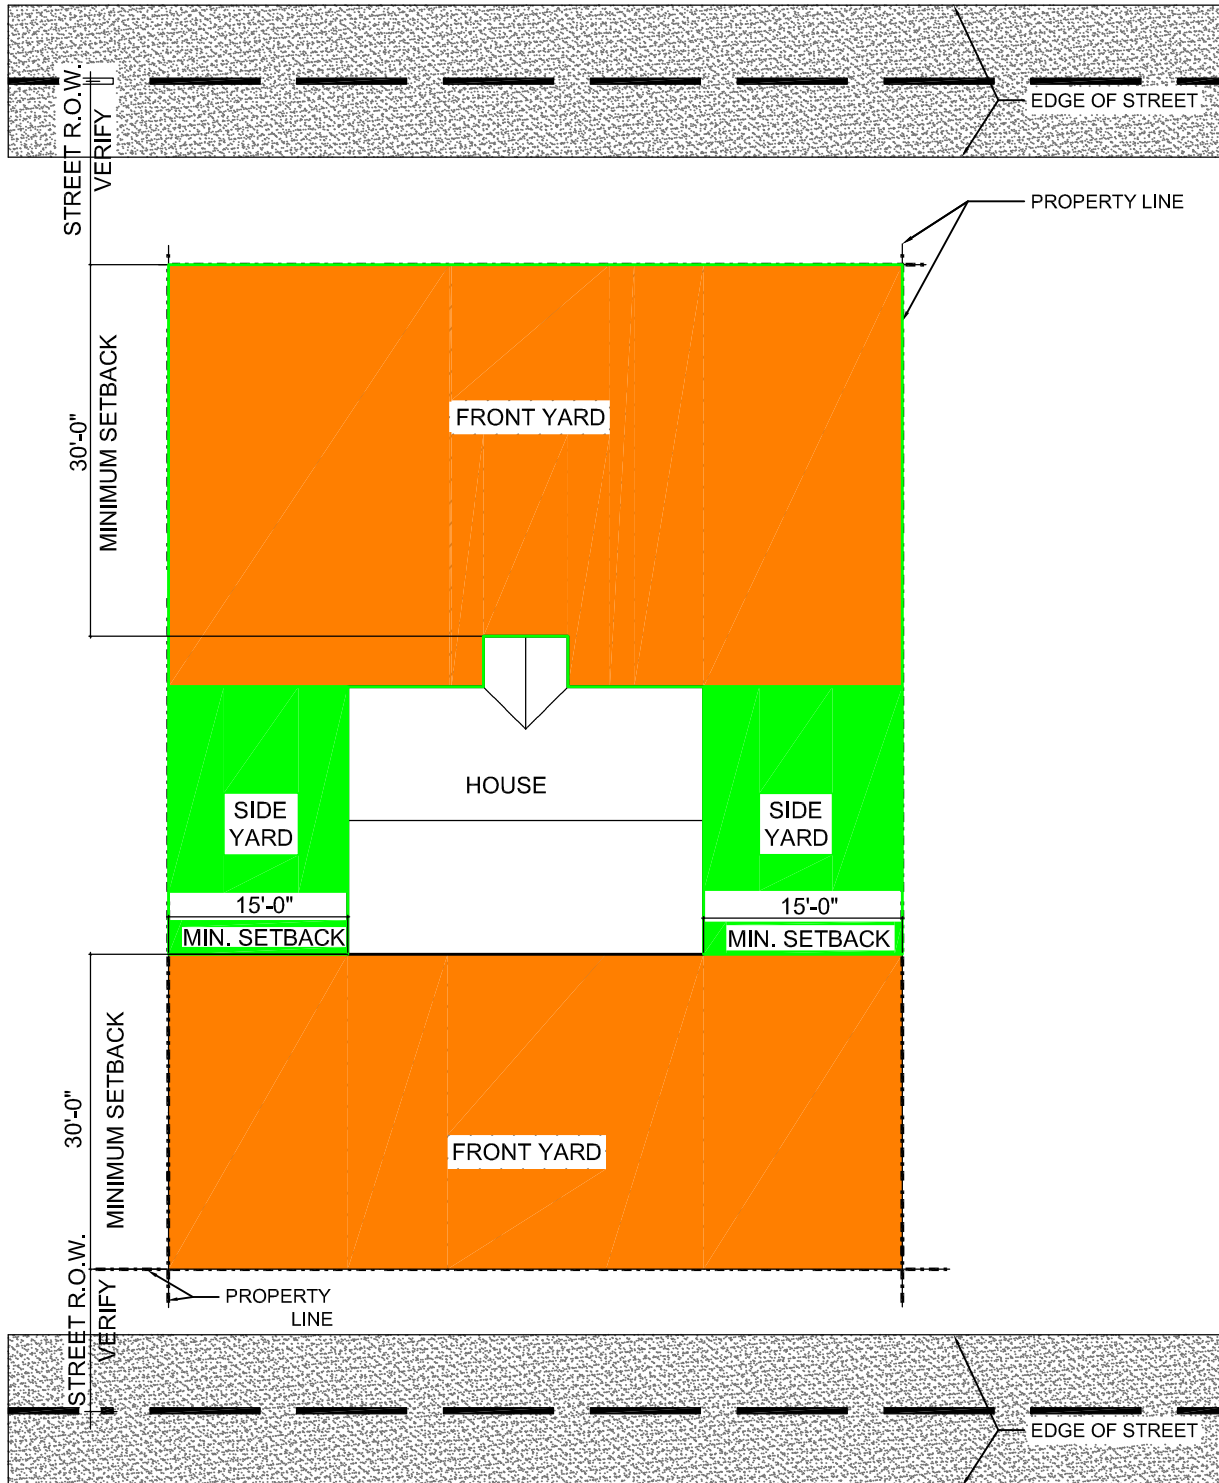 STREET R.O.W.
VERIFY
EDGE OF STREET
PROPERTY LINE
30'-0"
MINIMUM SETBACK
FRONT YARD
HOUSE
SIDE
YARD
SIDE
YARD
15'-0"
MIN. SETBACK
15'-0"
MIN. SETBACK
30'-0"
MINIMUM SETBACK
FRONT YARD
STREET R.O.W.
VERIFY
PROPERTY
LINE
EDGE OF STREET